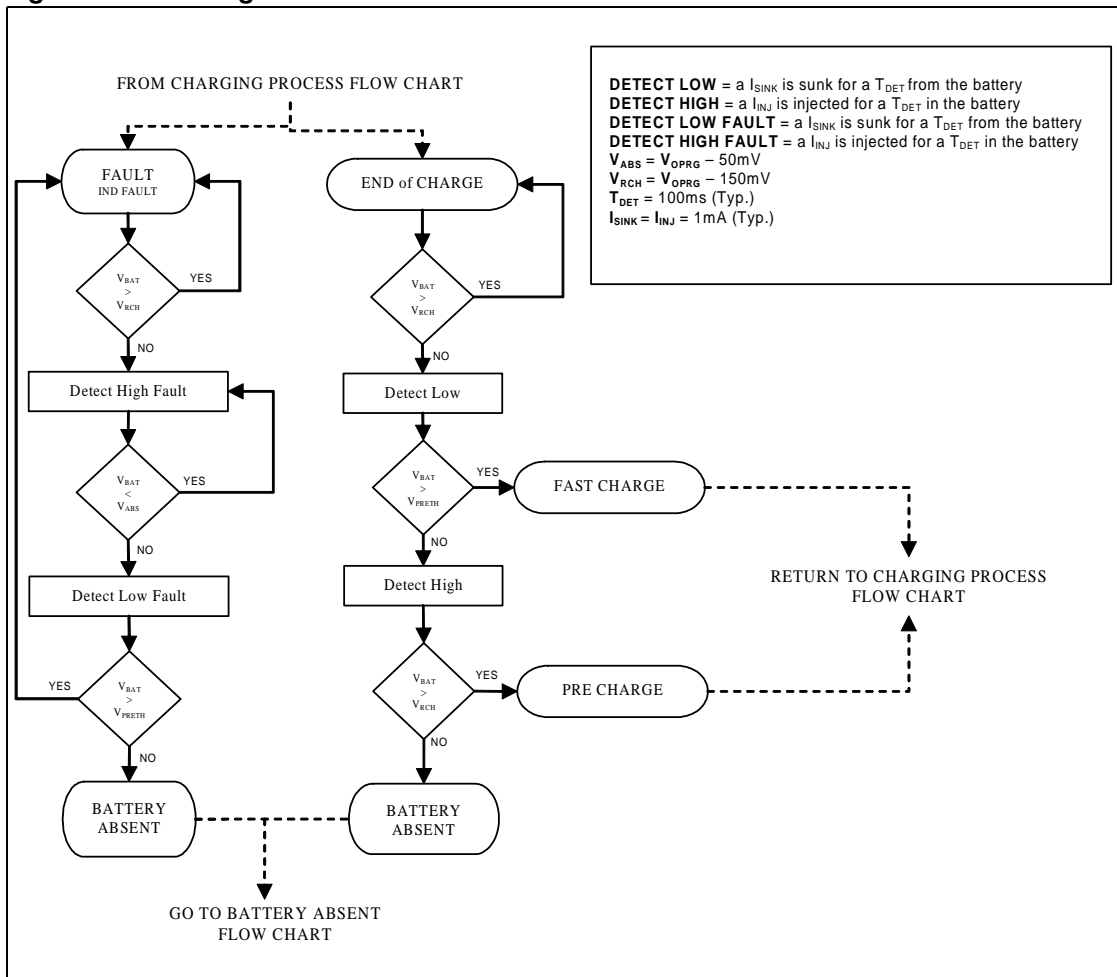 FROM CHARGING PROCESS FLOW CHART
DETECT LOW = a ISINK is sunk for a TDET from the battery
DETECT HIGH = a IINJ is injected for a TDET in the battery
DETECT LOW FAULT = a ISINK is sunk for a TDET from the battery
DETECT HIGH FAULT = a IINJ is injected for a TDET in the battery
VABS = VOPRG – 50mV
VRCH = VOPRG – 150mV
TDET = 100ms (Typ.)
ISINK = IINJ = 1mA (Typ.)
FAULT
IND FAULT
VBAT
>
VRCH
YES
NO
Detect High Fault
VBAT
<
VABS
YES
NO
Detect Low Fault
VBAT
>
VPRETH
YES
NO
BATTERY
ABSENT
END of CHARGE
VBAT
>
VRCH
YES
NO
Detect Low
VBAT
>
VPRETH
YES
FAST CHARGE
NO
Detect High
VBAT
>
VRCH
YES
PRE CHARGE
NO
BATTERY
ABSENT
RETURN TO CHARGING PROCESS
FLOW CHART
GO TO BATTERY ABSENT
FLOW CHART